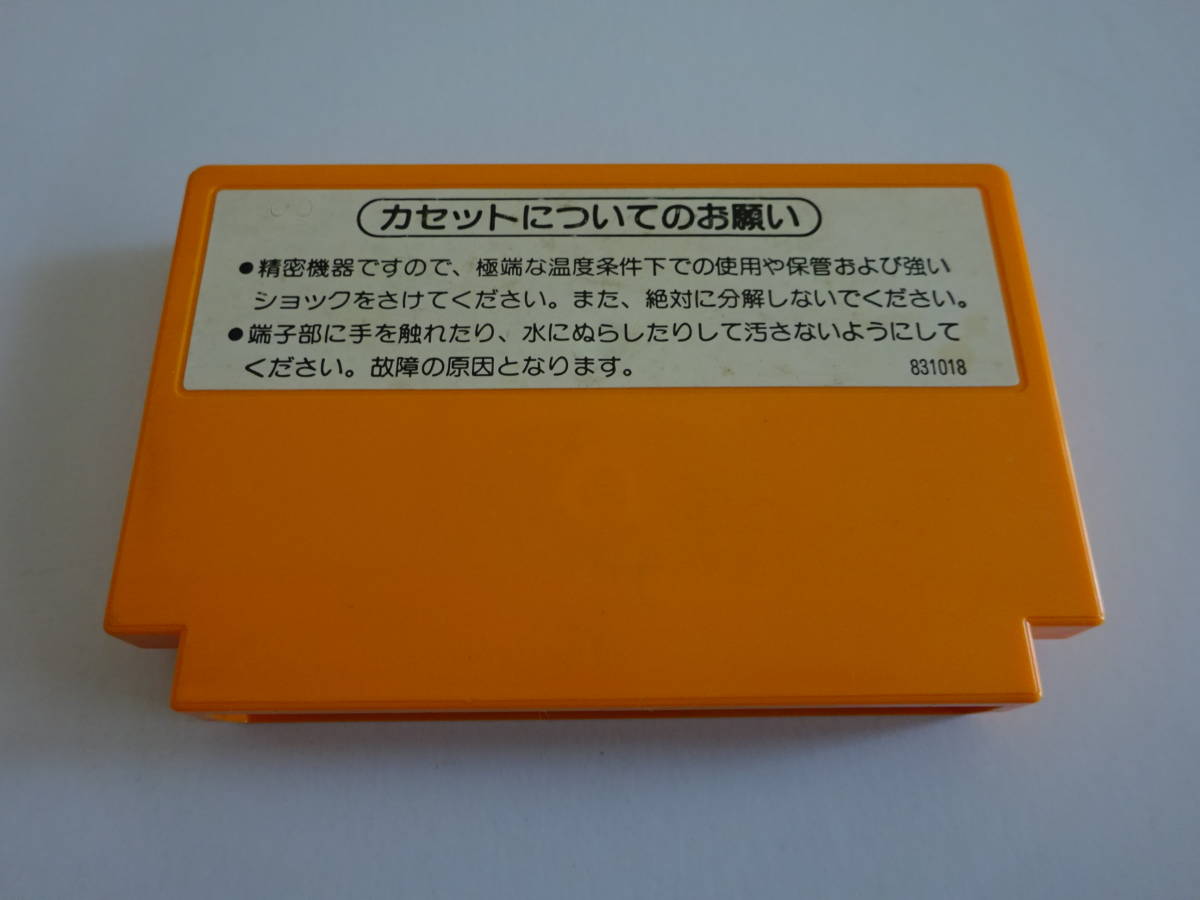 カセットについてのお願い
●精密機器ですので、極端な温度条件下での使用や保管および強い
ショックをさけてください。また、絶対に分解しないでください。
●端子部に手を触れたり、水にぬらしたりして汚さないようにして
ください。故障の原因となります。 831018